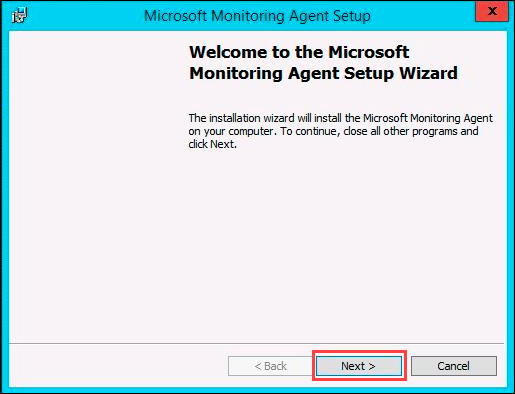 Microsoft Monitoring Agent Setup
x
Welcome to the Microsoft
Monitoring Agent Setup Wizard
The installation wizard will install the Microsoft Monitoring Agent
on your computer. To continue, close all other programs and
click Next.
< Back
Next >
Cancel